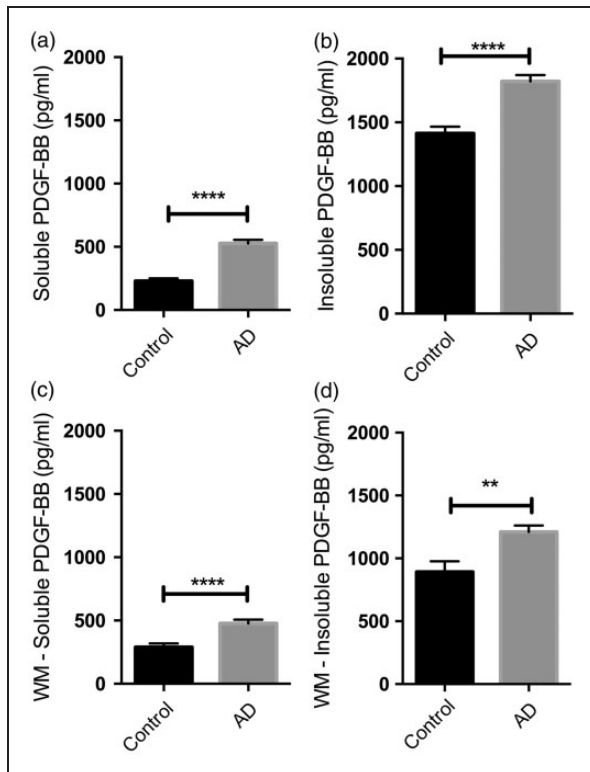 (a)
Soluble PDGF-BB (pg/ml)
2000
1500
1000
500
0
****
Control
AD
(b)
Insoluble PDGF-BB (pg/ml)
2000
1500
1000
500
0
****
Control
AD
(c)
WM - Soluble PDGF-BB (pg/ml)
2000
1500
1000
500
0
****
Control
AD
(d)
WM - Insoluble PDGF-BB (pg/ml)
2000
1500
1000
500
0
**
Control
AD